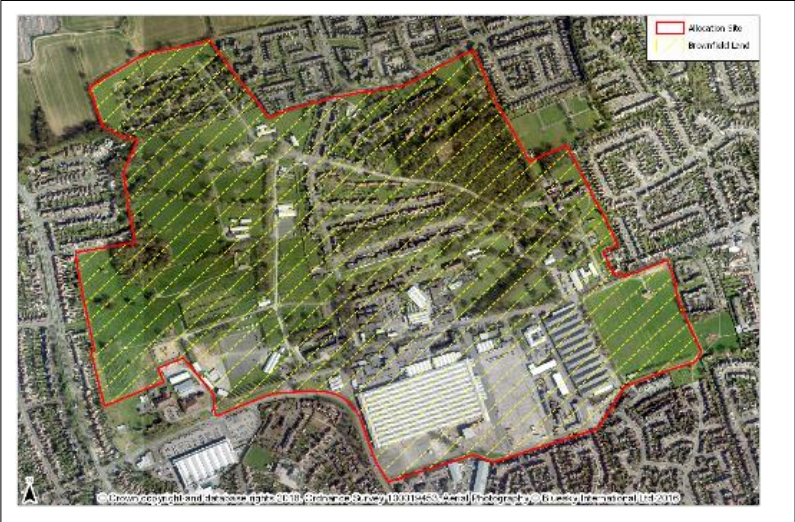 Allocation Site
Brownfield Land
© Crown copyright and database rights 2018. Ordnance Survey 100019453. Aerial Photography © Bluesky International Ltd 2016